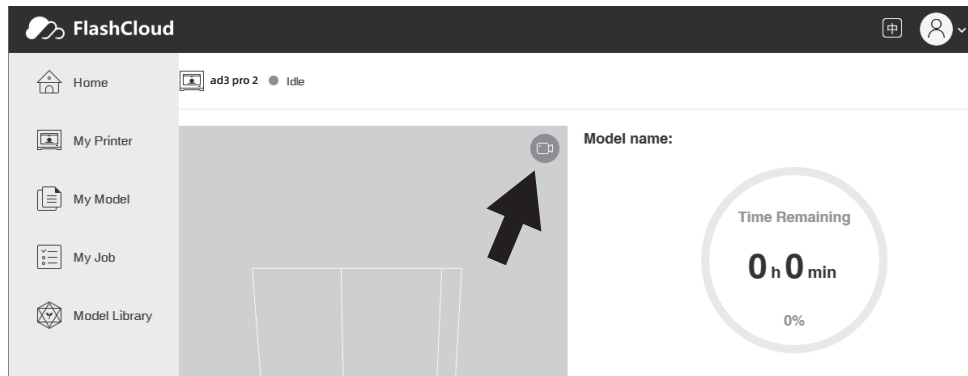 FlashCloud
中
Home
ad3 pro 2 Idle
My Printer
My Model
My Job
Model Library
Model name:
Time Remaining
0 h 0 min
0%